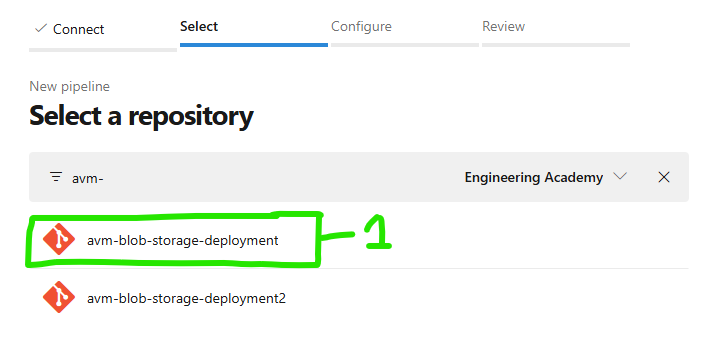 Connect Select Configure Review
New pipeline
Select a repository
avm- Engineering Academy
avm-blob-storage-deployment 1
avm-blob-storage-deployment2